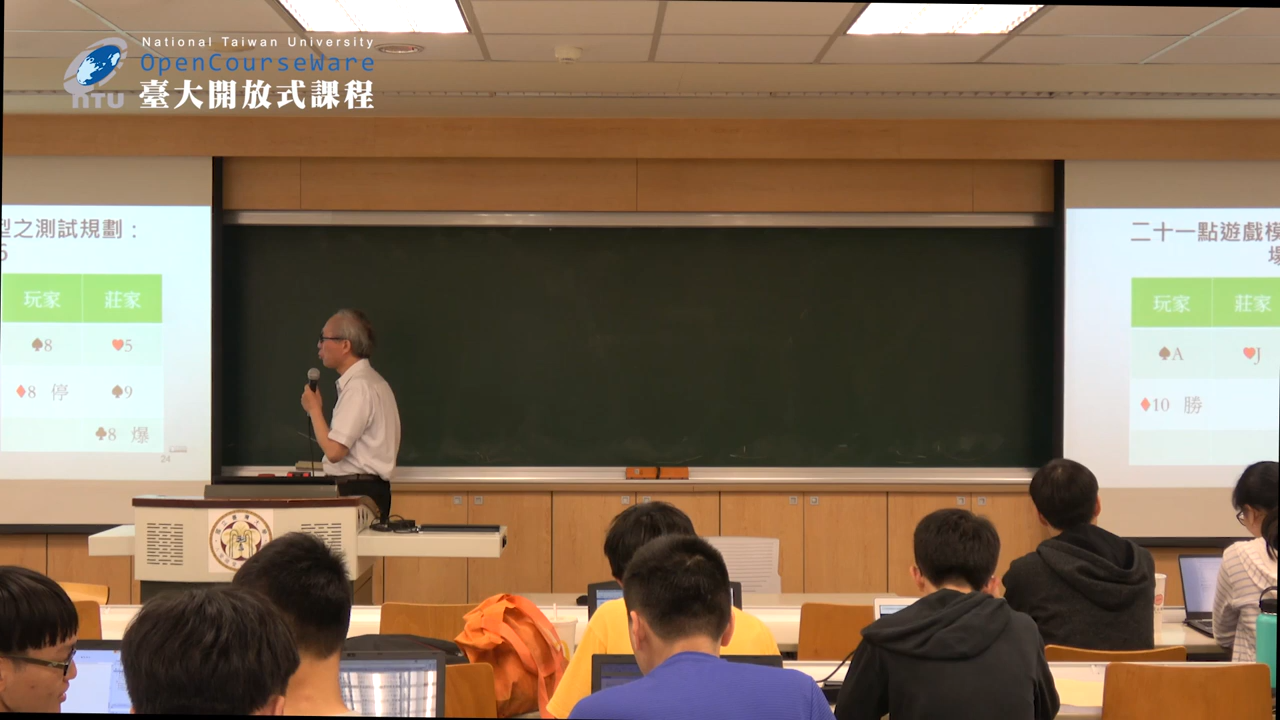 National Taiwan University
OpenCourseWare
臺大開放式課程
NTU
型之測試規劃：
5
玩家 莊家
♠8 ♥5
♦8 停 ♠9
♣8 爆
24
二十一點遊戲模
場
玩家 莊家
♠A ♥J
♦10 勝